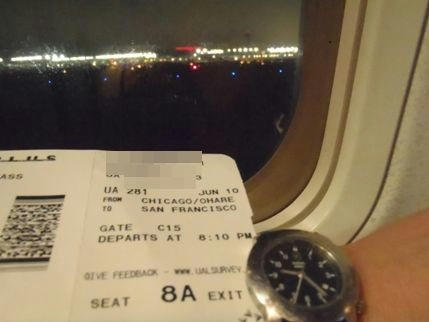 UA 281 JUN 10
FROM CHICAGO/OHARE
TO SAN FRANCISCO
GATE C15
DEPARTS AT 8:10 PM
GIVE FEEDBACK - WWW.UALSURVEY.
SEAT 8A EXIT